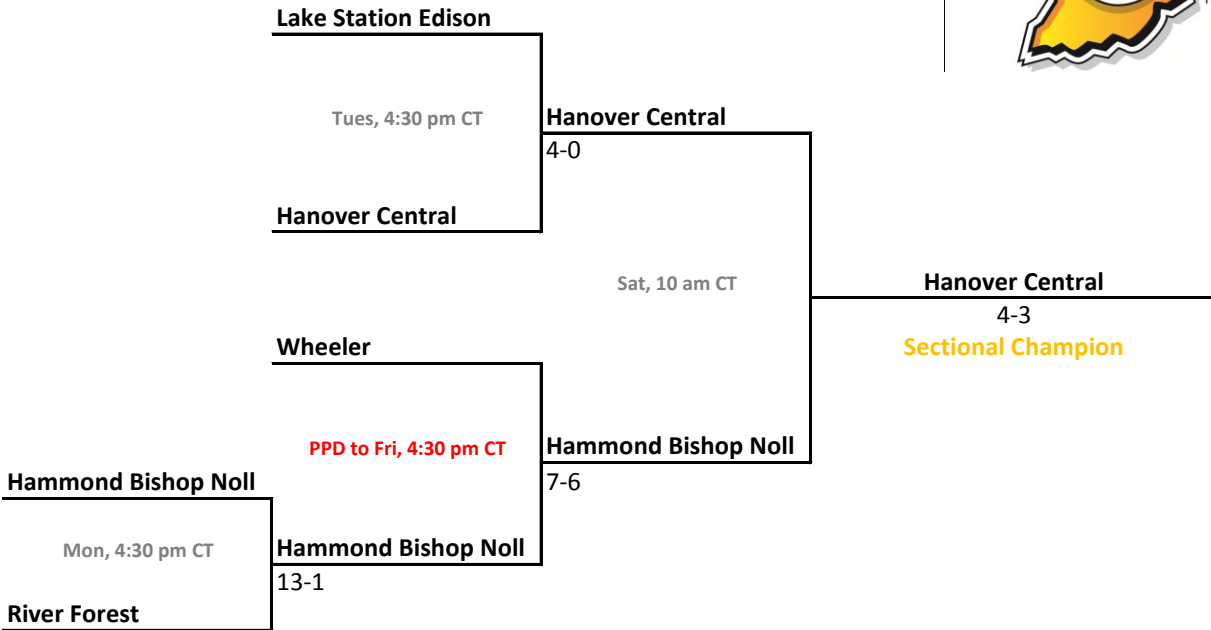 Lake Station Edison
Tues, 4:30 pm CT
Hanover Central
4-0
Hanover Central
Sat, 10 am CT
Hanover Central
4-3
Sectional Champion
Wheeler
PPD to Fri, 4:30 pm CT
Hammond Bishop Noll
7-6
Hammond Bishop Noll
Mon, 4:30 pm CT
Hammond Bishop Noll
13-1
River Forest